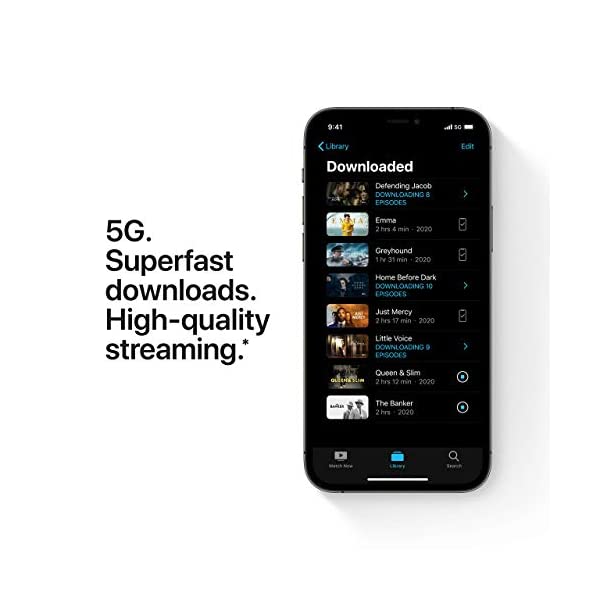 5G.
Superfast
downloads.
High-quality
streaming.*
9:41
5G
Library
Edit
Downloaded
Defending Jacob
DOWNLOADING 8
EPISODES
EMMA
Emma
2 hrs 4 min · 2020
Greyhound
1 hr 31 min · 2020
Home Before Dark
DOWNLOADING 10
EPISODES
JUST
MERCY
Just Mercy
2 hrs 17 min · 2020
Little Voice
DOWNLOADING 9
EPISODES
QUEEN & SLIM
Queen & Slim
2 hrs 12 min · 2020
BANKER
The Banker
2 hrs · 2020
Watch Now
Library
Search